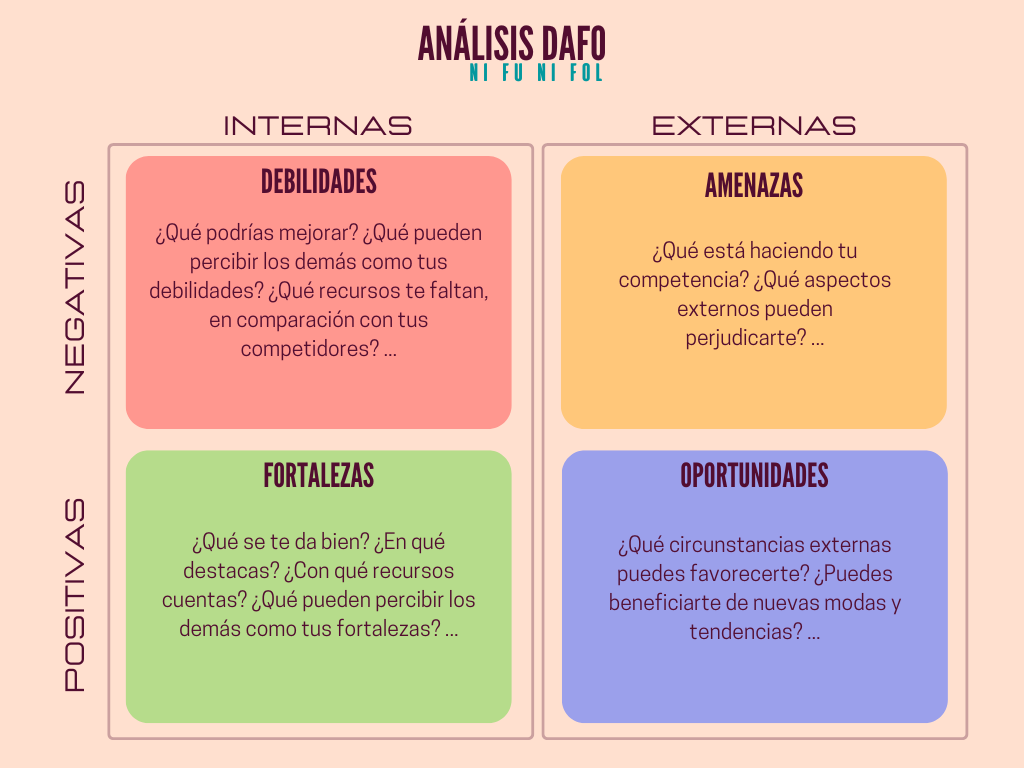 ANÁLISIS DAFO
NI FU NI FOL
INTERNAS
EXTERNAS
NEGATIVAS
DEBILIDADES
¿Qué podrías mejorar? ¿Qué pueden
percibir los demás como tus
debilidades? ¿Qué recursos te faltan,
en comparación con tus
competidores? ...
AMENAZAS
¿Qué está haciendo tu
competencia? ¿Qué aspectos
externos pueden
perjudicarte? ...
POSITIVAS
FORTALEZAS
¿Qué se te da bien? ¿En qué
destacas? ¿Con qué recursos
cuentas? ¿Qué pueden percibir los
demás como tus fortalezas? ...
OPORTUNIDADES
¿Qué circunstancias externas
puedes favorecerte? ¿Puedes
beneficiarte de nuevas modas y
tendencias? ...